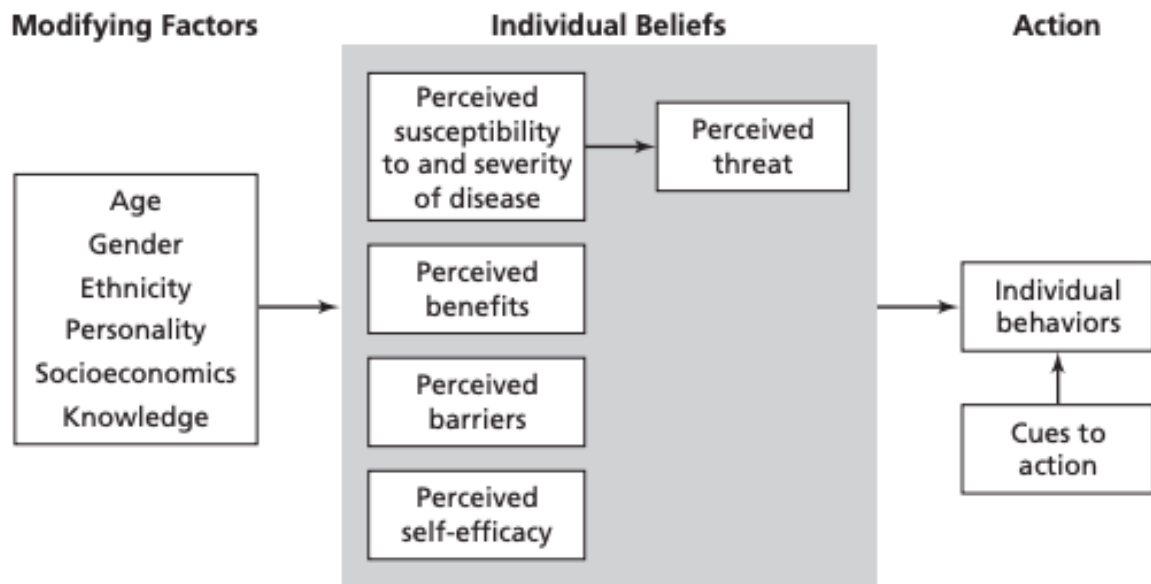 Modifying Factors
Individual Beliefs
Action
Age
Gender
Ethnicity
Personality
Socioeconomics
Knowledge
Perceived
susceptibility
to and severity
of disease
Perceived
threat
Perceived
benefits
Perceived
barriers
Perceived
self-efficacy
Individual
behaviors
Cues to
action